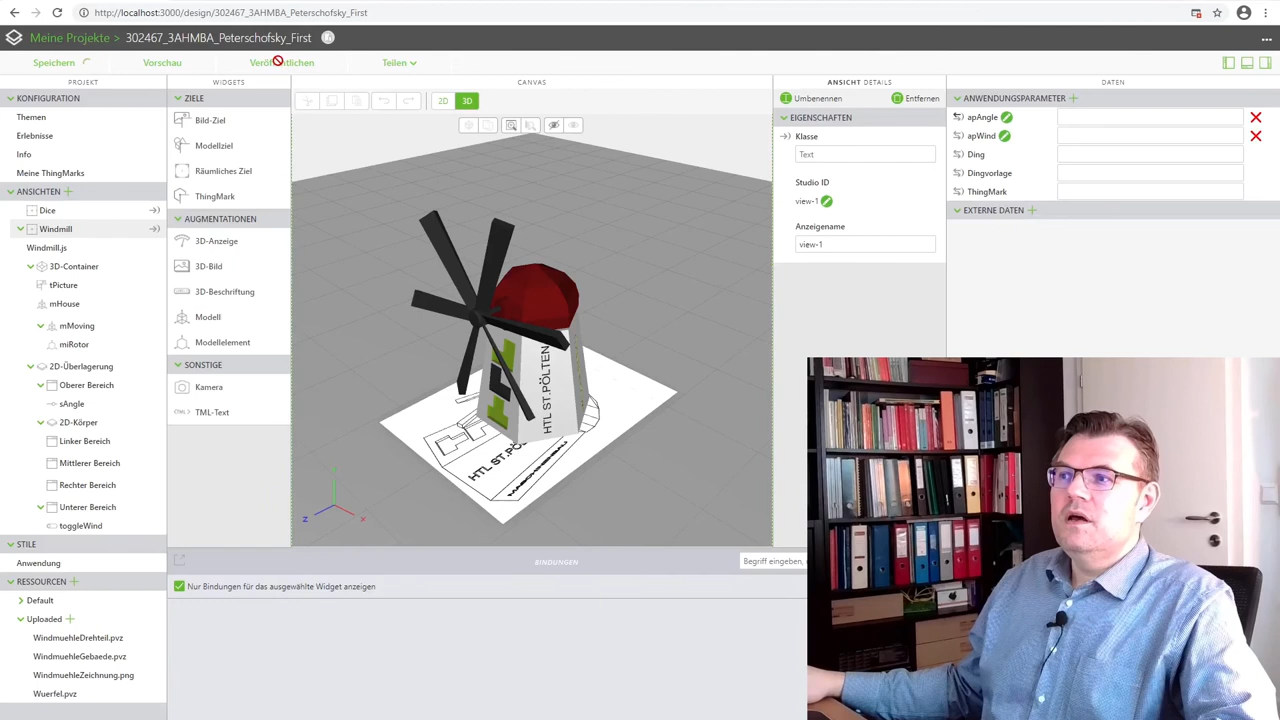 http://localhost:3000/design/302467_3AHMBA_Peterschofsky_First
Meine Projekte > 302467_3AHMBA_Peterschofsky_First
Speichern
Vorschau
Veröffentlichen
Teilen
PROJEKT
WIDGETS
CANVAS
ANSICHT DETAILS
DATEN
KONFIGURATION
Themen
Erlebnisse
Info
Meine ThingMarks
ANSICHTEN
Dice
Windmill
Windmill.js
3D-Container
tPicture
mHouse
mMoving
miRotor
2D-Überlagerung
Oberer Bereich
sAngle
2D-Körper
Linker Bereich
Mittlerer Bereich
Rechter Bereich
Unterer Bereich
toggleWind
STILE
Anwendung
RESSOURCEN
Default
Uploaded
WindmuehleDrehteil.pvz
WindmuehleGebaede.pvz
WindmuehleZeichnung.png
Wuerfel.pvz
ZIELE
Bild-Ziel
Modellziel
Räumliches Ziel
ThingMark
AUGMENTATIONEN
3D-Anzeige
3D-Bild
3D-Beschriftung
Modell
Modellelement
SONSTIGE
Kamera
TML-Text
2D
3D
HTL ST.PÖLTEN
HTL ST.PÖ
z
x
BINDUNGEN
Begriff eingeben,
Nur Bindungen für das ausgewählte Widget anzeigen
Umbenennen
Entfernen
EIGENSCHAFTEN
Klasse
Text
Studio ID
view-1
Anzeigename
view-1
ANWENDUNGSPARAMETER
apAngle
apWind
Ding
Dingvorlage
ThingMark
EXTERNE DATEN